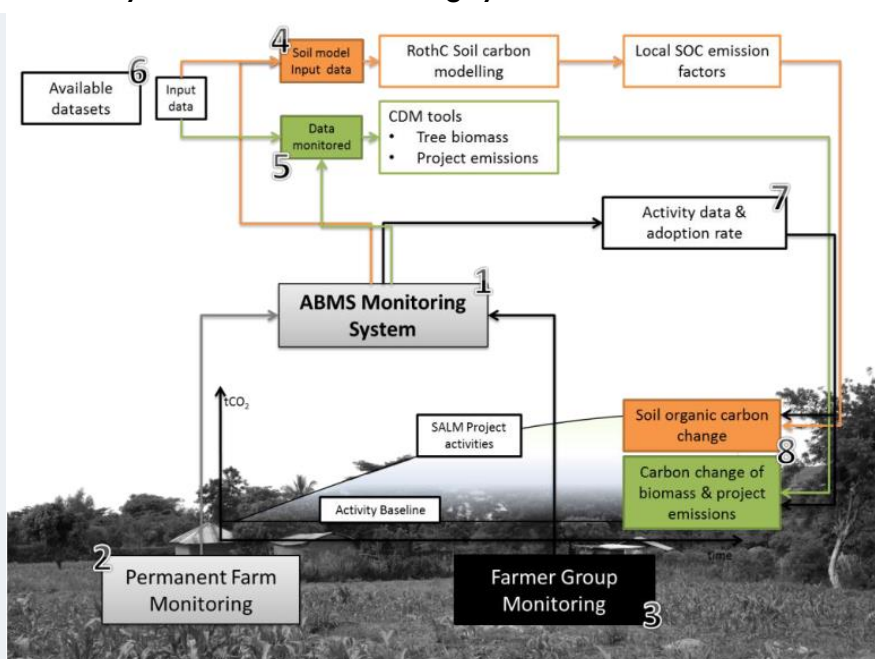 4
Soil model
Input data
RothC Soil carbon
modelling
Local SOC emission
factors
6
Available
datasets
Input
data
Data
monitored
5
CDM tools
• Tree biomass
• Project emissions
7
Activity data &
adoption rate
1
ABMS Monitoring
System
tCO₂
SALM Project
activities
Soil organic carbon
change
8
Carbon change of
biomass & project
emissions
Activity Baseline
time
2
Permanent Farm
Monitoring
Farmer Group
Monitoring
3